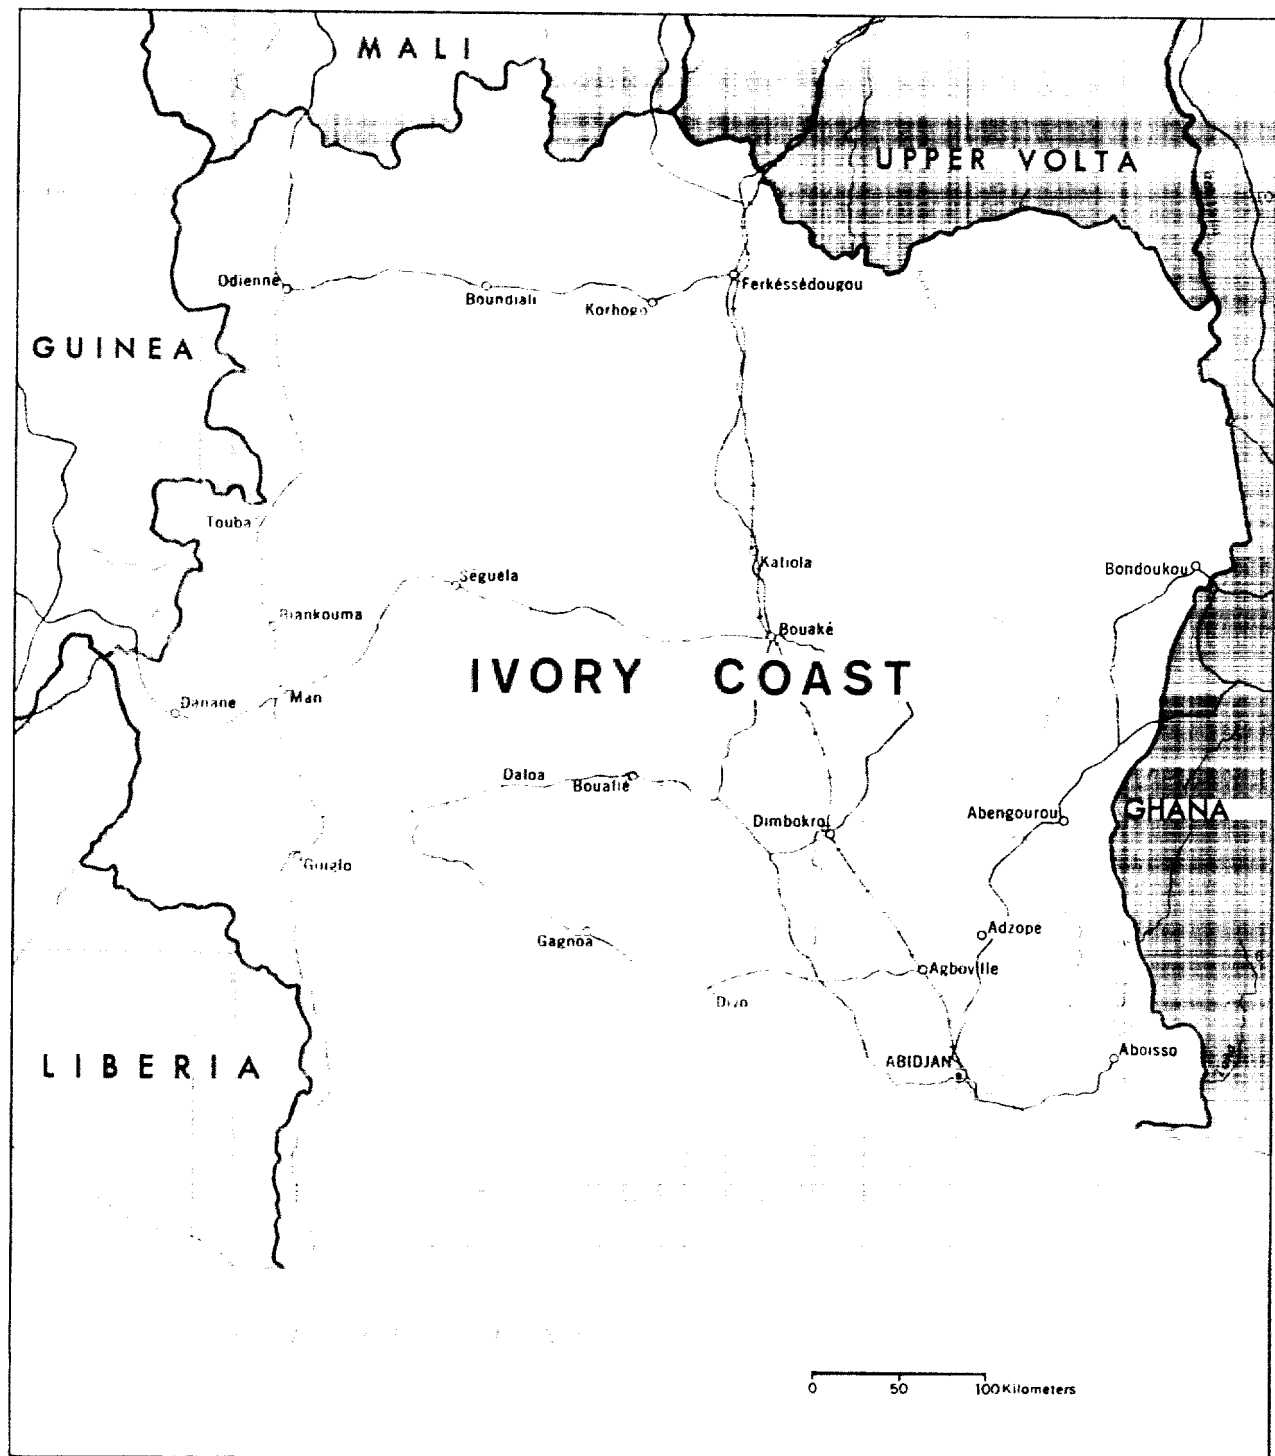 MALI
UPPER VOLTA
Odienné
Boundiali
Korhogo
Ferkéssédougou
GUINEA
Touba
Katiola
Séguéla
Bondoukou
Biankouma
Bouaké
IVORY COAST
Man
Danane
Daloa
Bouaflé
Dimbokro
Abengourou
GHANA
Guiglo
Gagnoa
Adzope
Agboville
Divo
LIBERIA
ABIDJAN
Aboisso
0 50 100 Kilometers